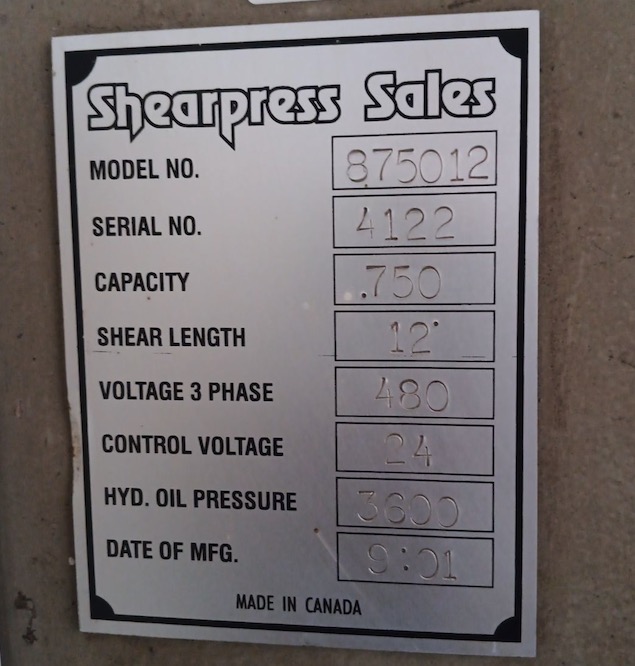 Shearpress Sales
MODEL NO. 875012
SERIAL NO. 4122
CAPACITY .750
SHEAR LENGTH 12'
VOLTAGE 3 PHASE 480
CONTROL VOLTAGE 24
HYD. OIL PRESSURE 3600
DATE OF MFG. 9:01
MADE IN CANADA